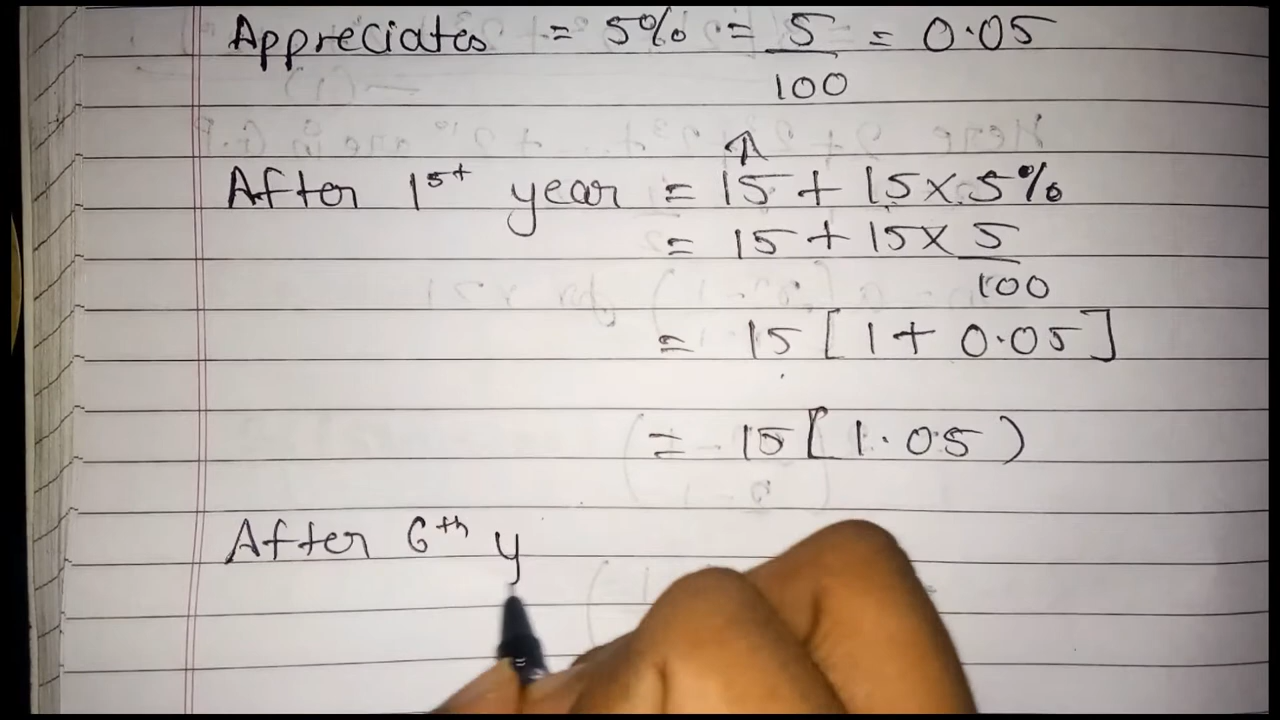 Appreciates = 5% = 5/100 = 0.05
After 1st year = 15 + 15 x 5%
= 15 + 15 x 5/100
= 15 [ 1 + 0.05 ]
= 15 [ 1.05 )
After 6th y